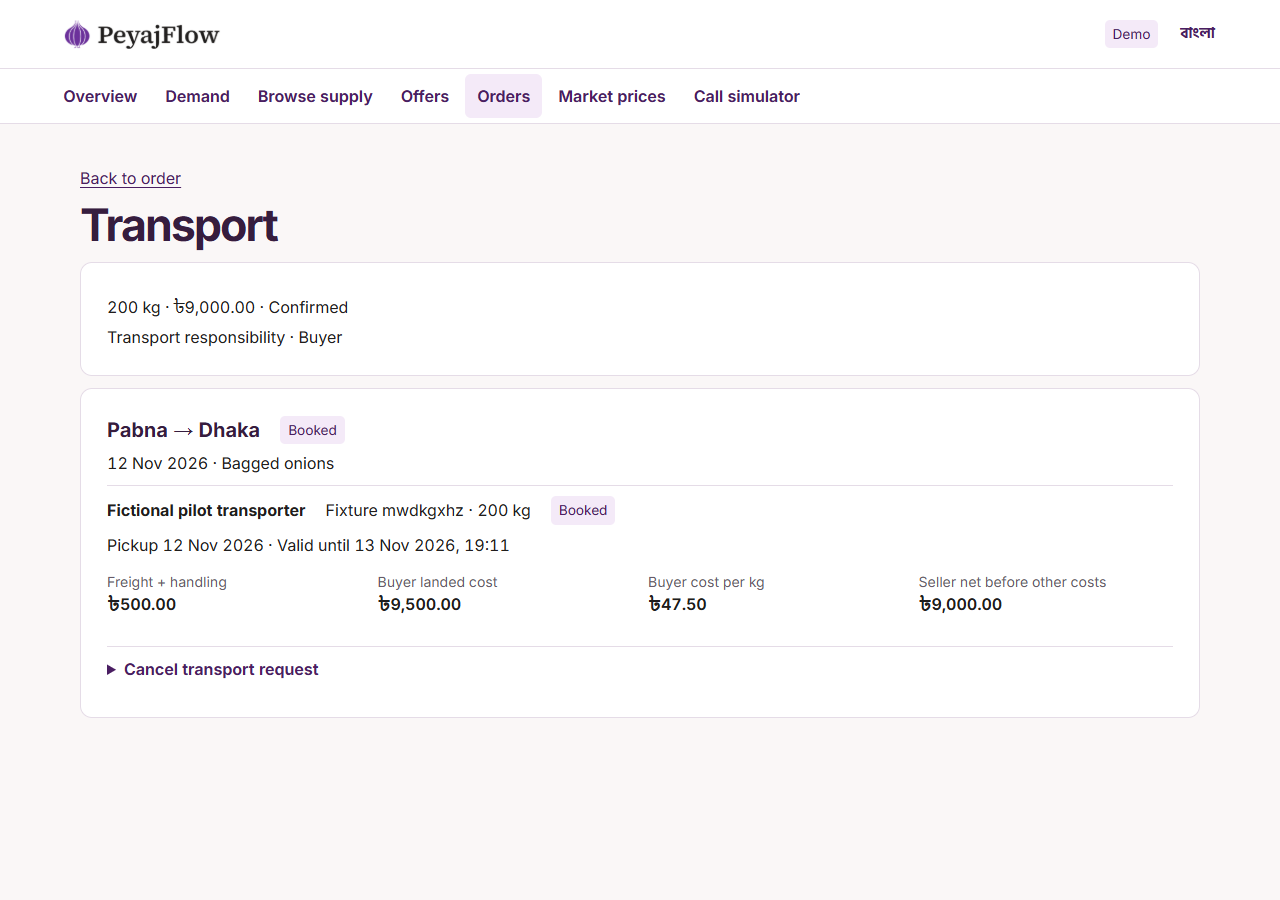 PeyajFlow
Demo
বাংলা
Overview
Demand
Browse supply
Offers
Orders
Market prices
Call simulator
Back to order
Transport
200 kg · ৳9,000.00 · Confirmed
Transport responsibility · Buyer
Pabna → Dhaka
Booked
12 Nov 2026 · Bagged onions
Fictional pilot transporter
Fixture mwdkgxhz · 200 kg
Booked
Pickup 12 Nov 2026 · Valid until 13 Nov 2026, 19:11
Freight + handling
৳500.00
Buyer landed cost
৳9,500.00
Buyer cost per kg
৳47.50
Seller net before other costs
৳9,000.00
Cancel transport request